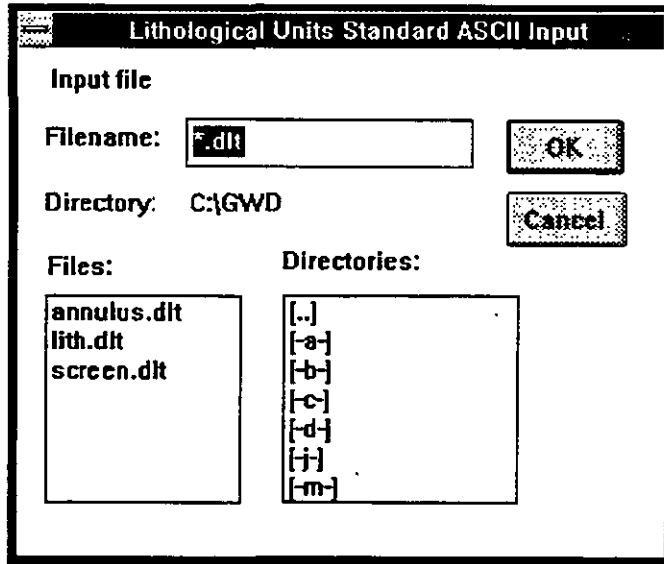 Lithological Units Standard ASCII Input
Input file
Filename: *.dlt OK
Directory: C:\GWD Cancel
Files: Directories:
annulus.dlt [..]
lith.dlt [-a-]
screen.dlt [-b-]
[-c-]
[-d-]
[-j-]
[-m-]